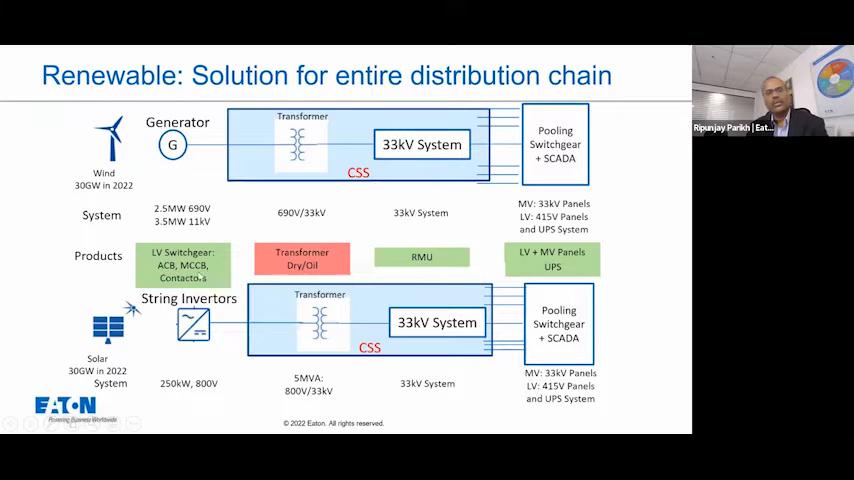 Renewable: Solution for entire distribution chain
Ripunjay Parikh | Eat...
Generator
G
Transformer
33kV System
CSS
Pooling
Switchgear
+ SCADA
Wind
30GW in 2022
System
2.5MW 690V
3.5MW 11kV
690V/33kV
33kV System
MV: 33kV Panels
LV: 415V Panels
and UPS System
Products
LV Switchgear:
ACB, MCCB,
Contactors
Transformer
Dry/Oil
RMU
LV + MV Panels
UPS
String Invertors
Transformer
33kV System
CSS
Pooling
Switchgear
+ SCADA
Solar
30GW in 2022
System
250kW, 800V
5MVA:
800V/33kV
33kV System
MV: 33kV Panels
LV: 415V Panels
and UPS System
EATON
Powering Business Worldwide
© 2022 Eaton. All rights reserved.